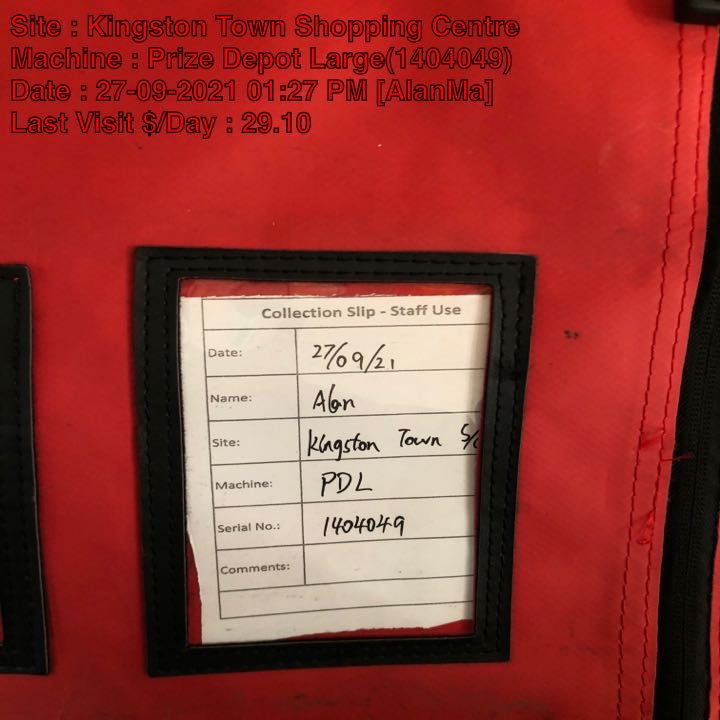 Site : Kingston Town Shopping Centre
Machine : Prize Depot Large(1404049)
Date : 27-09-2021 01:27 PM [AlanMa]
Last Visit $/Day : 29.10
Collection Slip - Staff Use
Date: 27/09/21
Name: Alan
Site: Kingston Town S/C
Machine: PDL
Serial No.: 1404049
Comments: